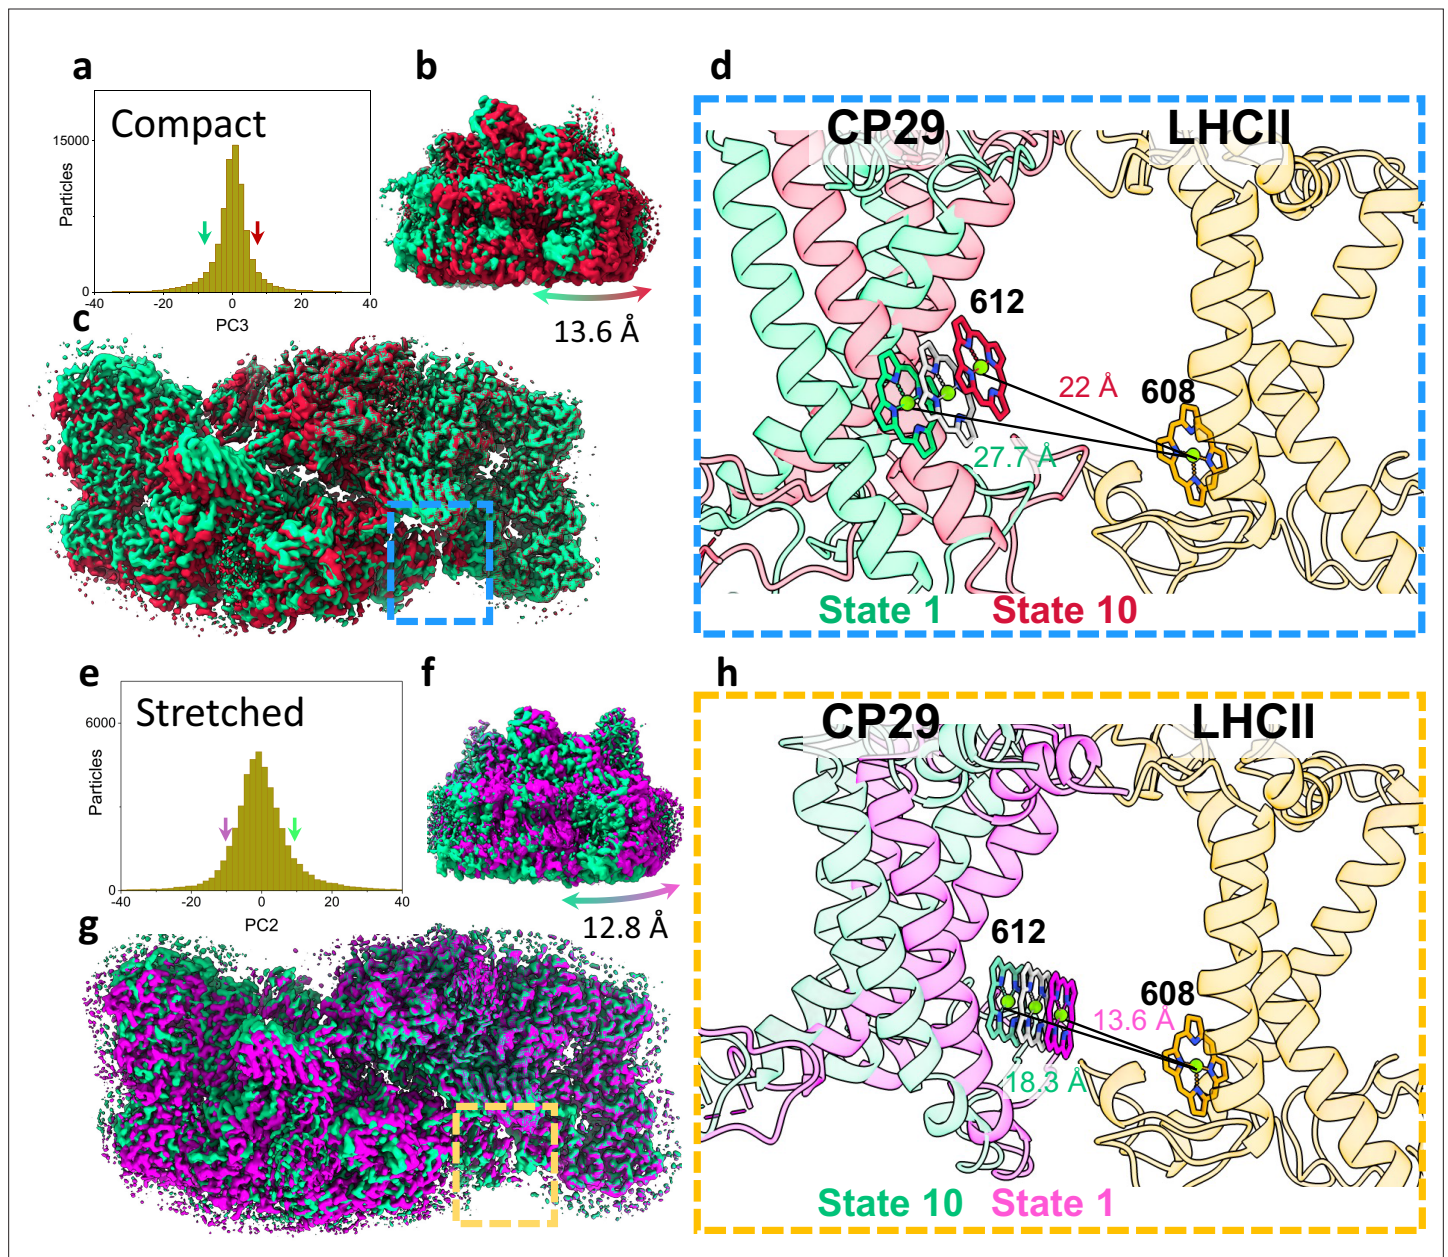 a
Compact
15000
Particles
0
-40
-20
0
20
40
PC3
b
13.6 Å
c
d
CP29
LHCII
612
22 Å
608
27.7 Å
State 1
State 10
e
Stretched
6000
Particles
0
-40
-20
0
20
40
PC2
f
12.8 Å
g
h
CP29
LHCII
612
608
13.6 Å
18.3 Å
State 10
State 1